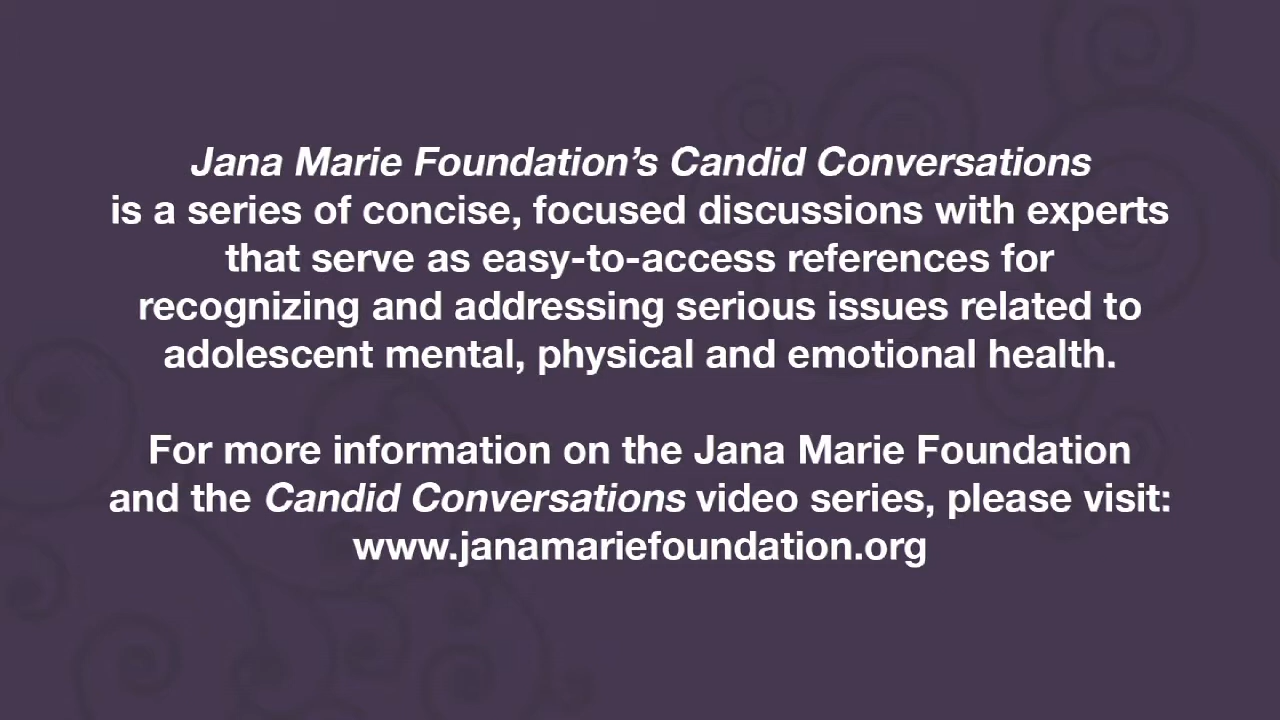 Jana Marie Foundation’s Candid Conversations
is a series of concise, focused discussions with experts
that serve as easy-to-access references for
recognizing and addressing serious issues related to
adolescent mental, physical and emotional health.
For more information on the Jana Marie Foundation
and the Candid Conversations video series, please visit:
www.janamariefoundation.org